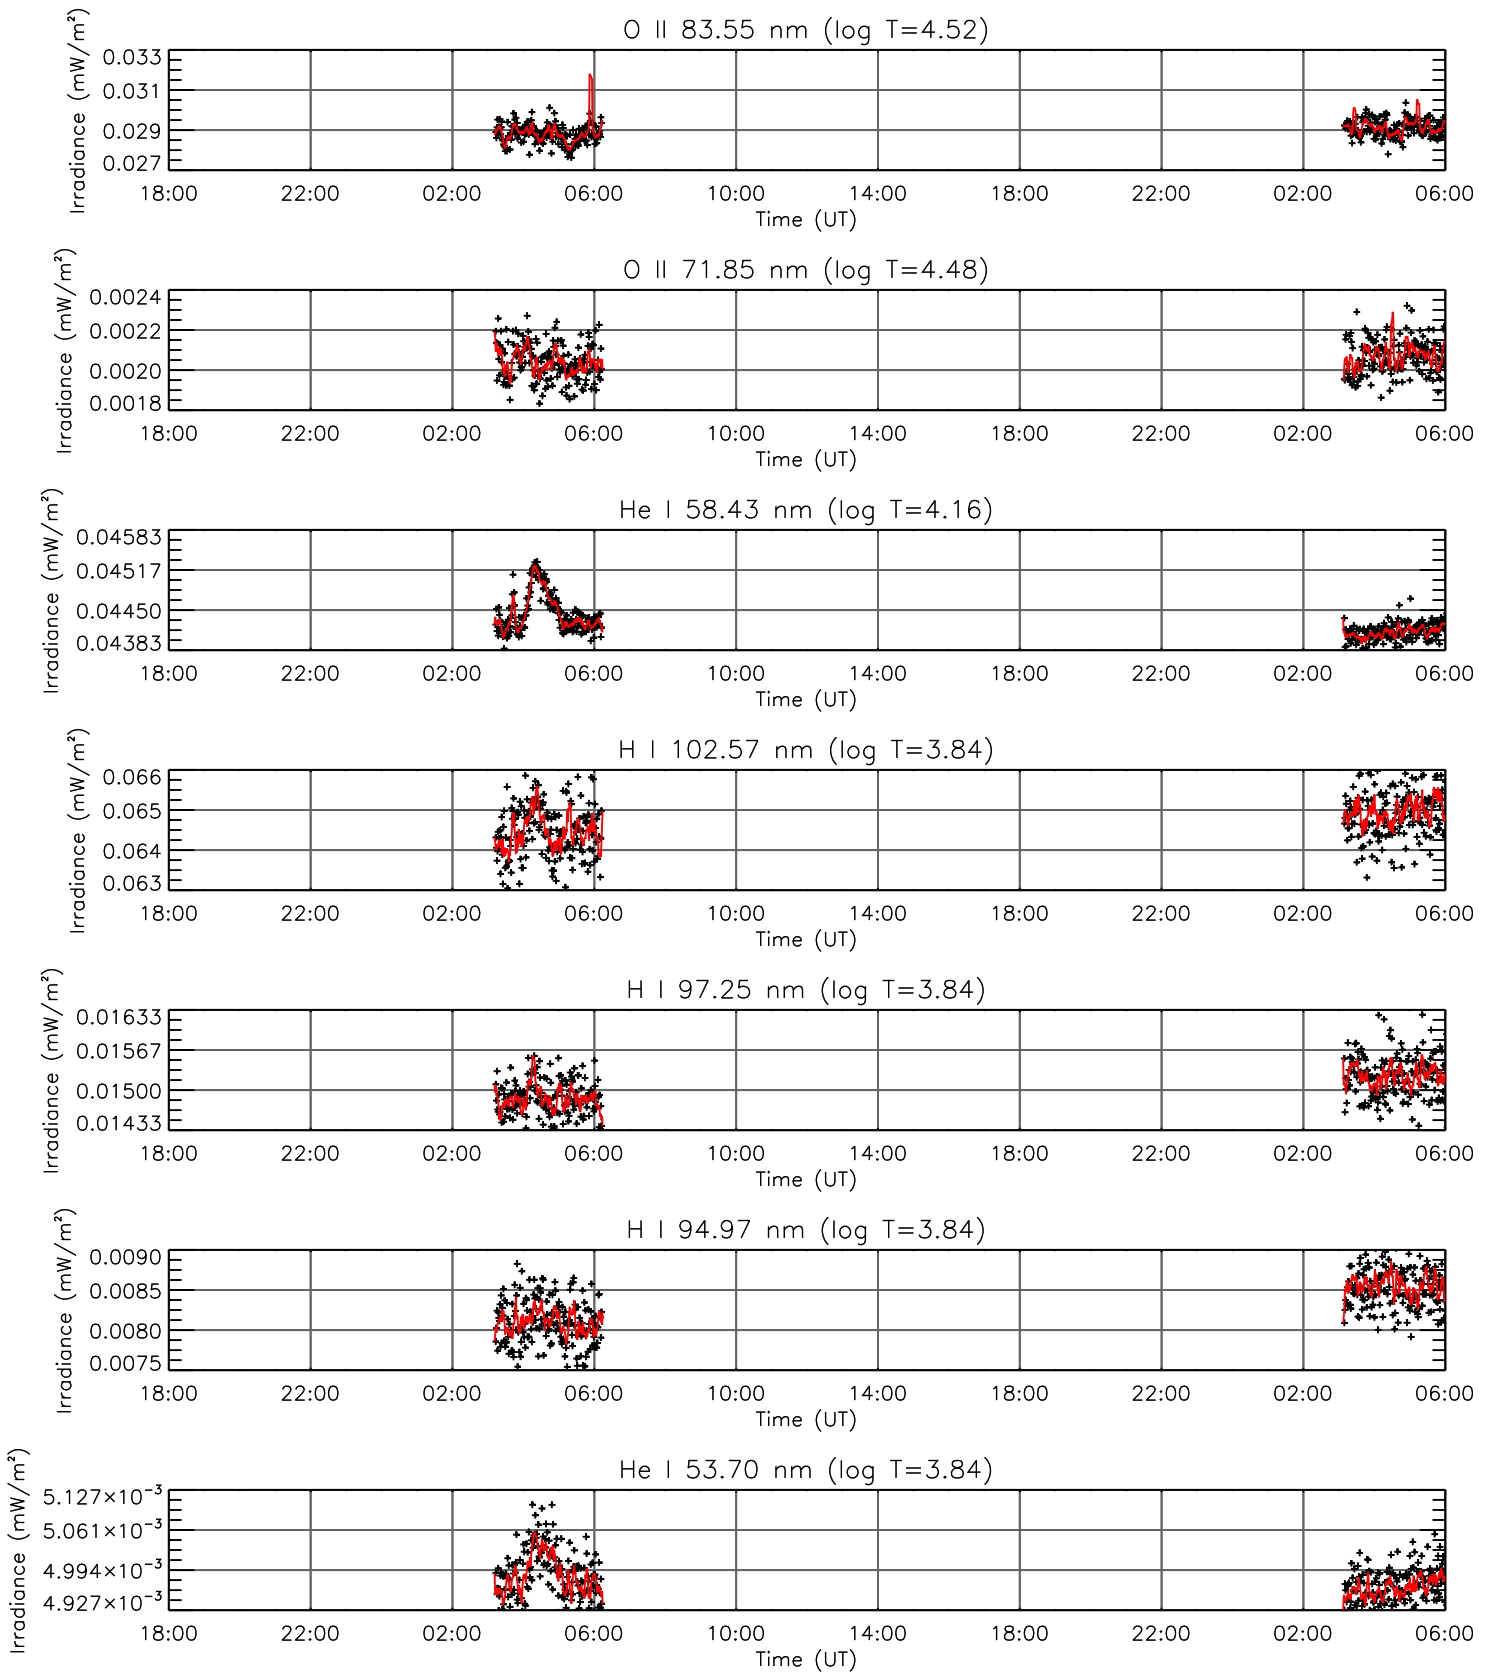 O II 83.55 nm (log T=4.52)
Irradiance (mW/m²)
0.033
0.031
0.029
0.027
18:00 22:00 02:00 06:00 10:00 14:00 18:00 22:00 02:00 06:00
Time (UT)
O II 71.85 nm (log T=4.48)
Irradiance (mW/m²)
0.0024
0.0022
0.0020
0.0018
18:00 22:00 02:00 06:00 10:00 14:00 18:00 22:00 02:00 06:00
Time (UT)
He I 58.43 nm (log T=4.16)
Irradiance (mW/m²)
0.04583
0.04517
0.04450
0.04383
18:00 22:00 02:00 06:00 10:00 14:00 18:00 22:00 02:00 06:00
Time (UT)
H I 102.57 nm (log T=3.84)
Irradiance (mW/m²)
0.066
0.065
0.064
0.063
18:00 22:00 02:00 06:00 10:00 14:00 18:00 22:00 02:00 06:00
Time (UT)
H I 97.25 nm (log T=3.84)
Irradiance (mW/m²)
0.01633
0.01567
0.01500
0.01433
18:00 22:00 02:00 06:00 10:00 14:00 18:00 22:00 02:00 06:00
Time (UT)
H I 94.97 nm (log T=3.84)
Irradiance (mW/m²)
0.0090
0.0085
0.0080
0.0075
18:00 22:00 02:00 06:00 10:00 14:00 18:00 22:00 02:00 06:00
Time (UT)
He I 53.70 nm (log T=3.84)
Irradiance (mW/m²)
5.127×10⁻³
5.061×10⁻³
4.994×10⁻³
4.927×10⁻³
18:00 22:00 02:00 06:00 10:00 14:00 18:00 22:00 02:00 06:00
Time (UT)